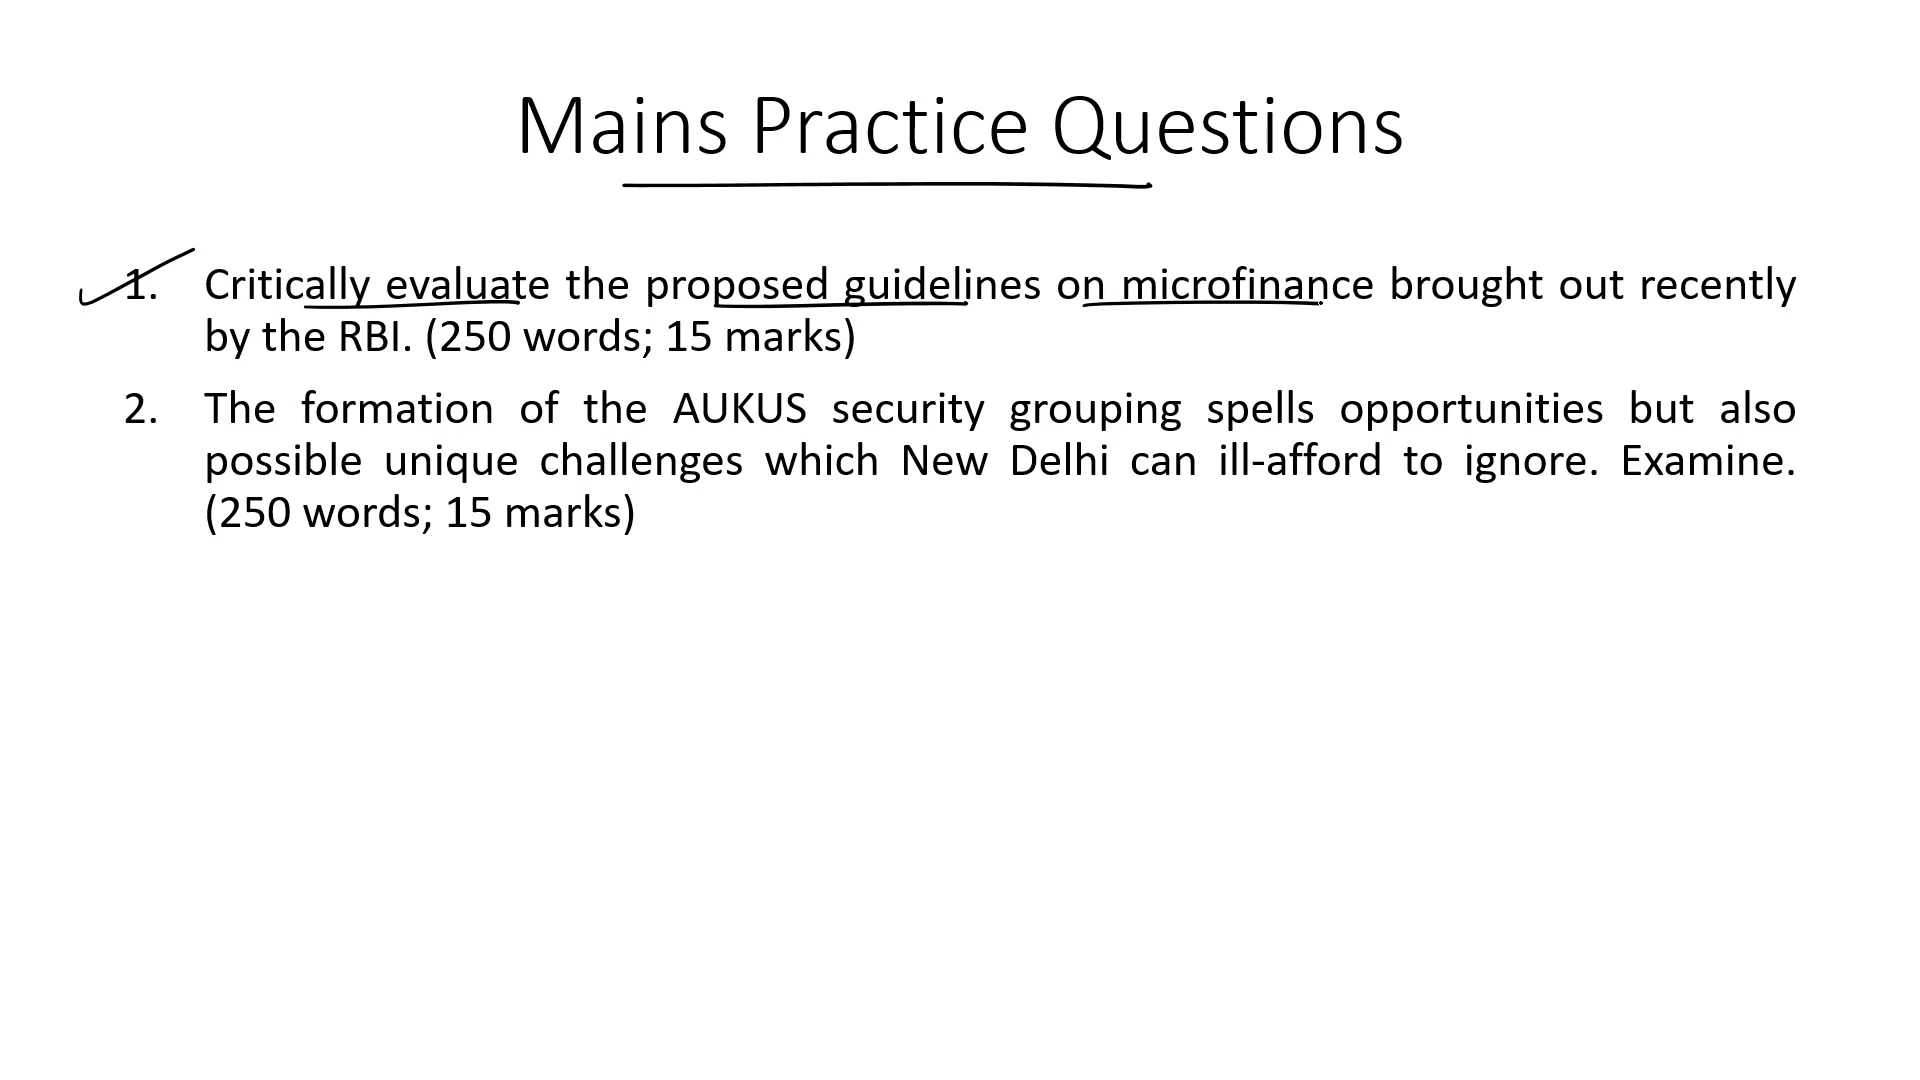 Mains Practice Questions
1. Critically evaluate the proposed guidelines on microfinance brought out recently
by the RBI. (250 words; 15 marks)
2. The formation of the AUKUS security grouping spells opportunities but also
possible unique challenges which New Delhi can ill-afford to ignore. Examine.
(250 words; 15 marks)